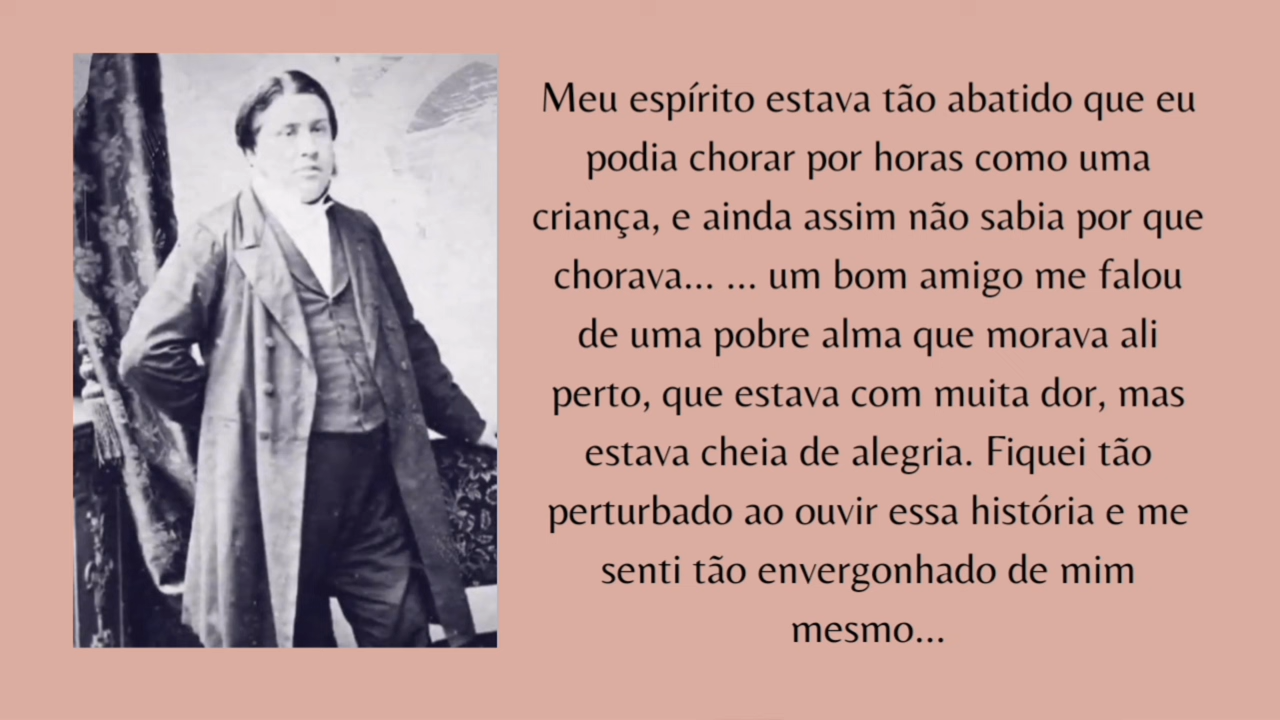 Meu espírito estava tão abatido que eu
podia chorar por horas como uma
criança, e ainda assim não sabia por que
chorava... ... um bom amigo me falou
de uma pobre alma que morava ali
perto, que estava com muita dor, mas
estava cheia de alegria. Fiquei tão
perturbado ao ouvir essa história e me
senti tão envergonhado de mim
mesmo...